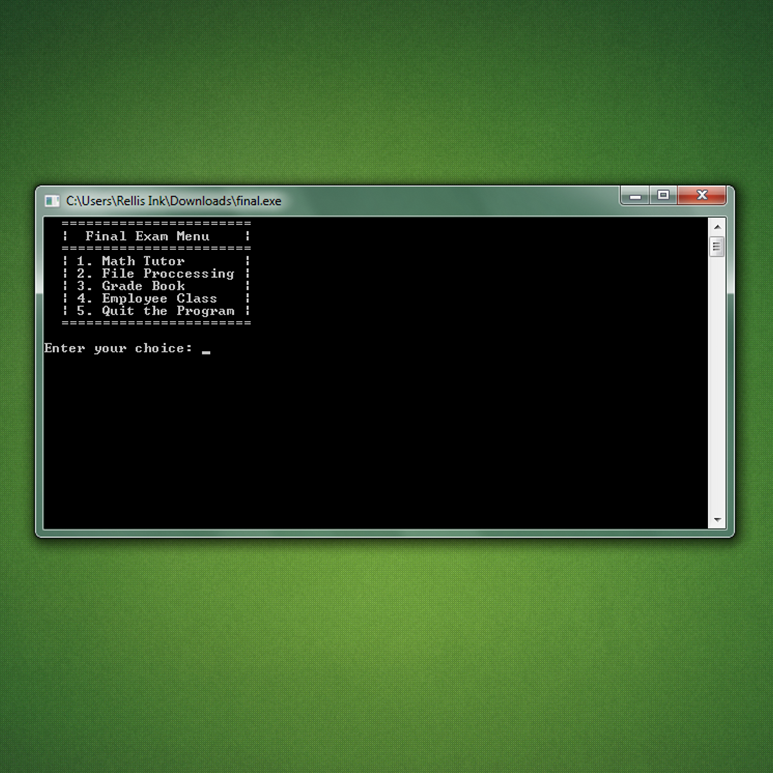 C:\Users\Rellis Ink\Downloads\final.exe
=======================
¦  Final Exam Menu    ¦
=======================
¦ 1. Math Tutor       ¦
¦ 2. File Proccessing ¦
¦ 3. Grade Book       ¦
¦ 4. Employee Class   ¦
¦ 5. Quit the Program ¦
=======================
Enter your choice: _